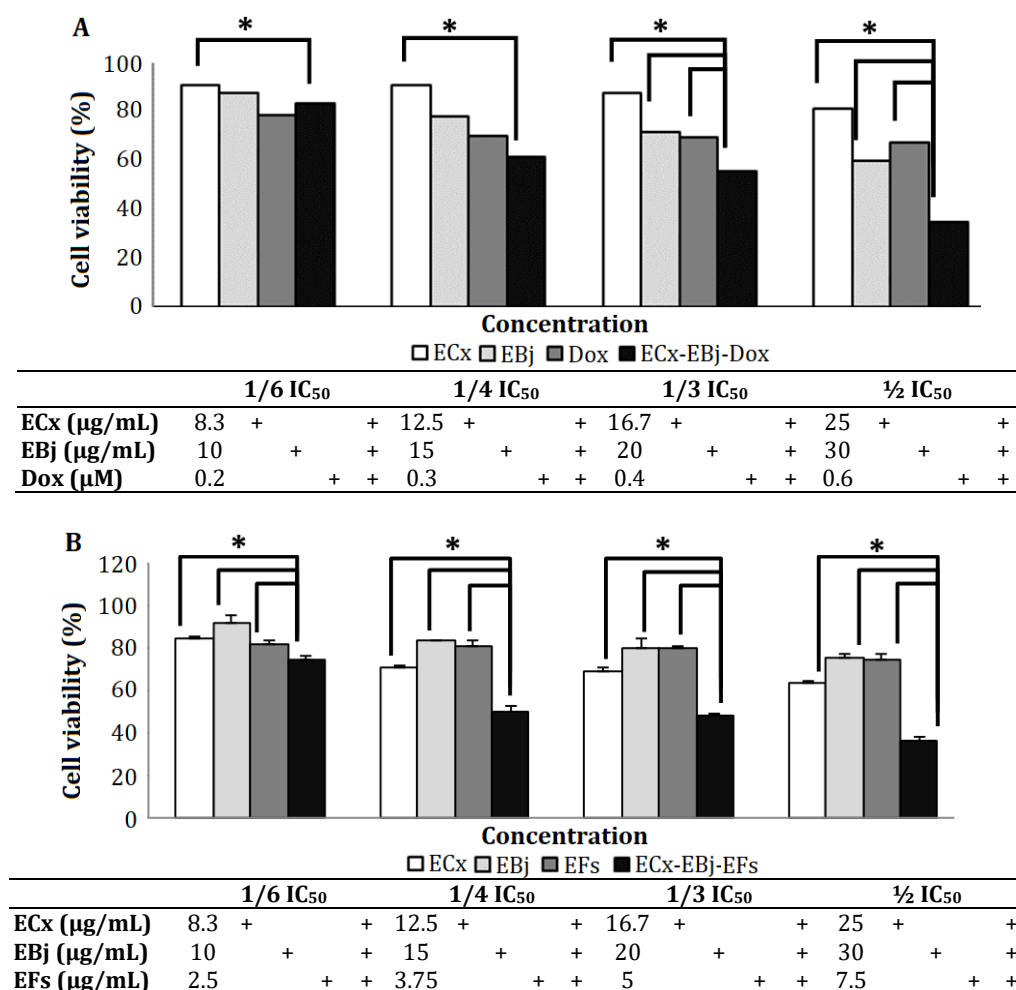 A
*
*
*
*
100
80
60
40
20
0
Cell viability (%)
Concentration
ECx EBj Dox ECx-EBj-Dox
1/6 IC₅₀ 1/4 IC₅₀ 1/3 IC₅₀ ½ IC₅₀
ECx (µg/mL) 8.3 + + 12.5 + + 16.7 + + 25 + +
EBj (µg/mL) 10 + + 15 + + 20 + + 30 + +
Dox (µM) 0.2 + + 0.3 + + 0.4 + + 0.6 + +
B
*
*
*
*
120
100
80
60
40
20
0
Cell viability (%)
Concentration
ECx EBj EFs ECx-EBj-EFs
1/6 IC₅₀ 1/4 IC₅₀ 1/3 IC₅₀ ½ IC₅₀
ECx (µg/mL) 8.3 + + 12.5 + + 16.7 + + 25 + +
EBj (µg/mL) 10 + + 15 + + 20 + + 30 + +
EFs (µg/mL) 2.5 + + 3.75 + + 5 + + 7.5 + +